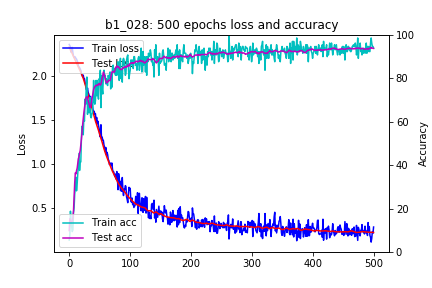 b1_028: 500 epochs loss and accuracy
Train loss
Test loss
2.0
1.5
1.0
0.5
Loss
100
80
60
40
20
0
Accuracy
Train acc
Test acc
0 100 200 300 400 500